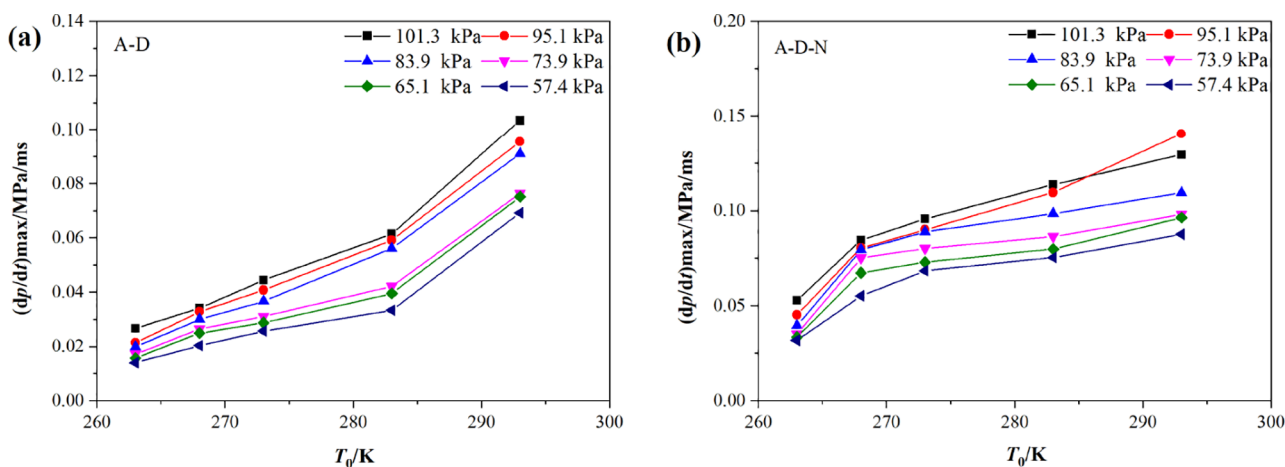 (a)
A-D
101.3 kPa 95.1 kPa
83.9 kPa 73.9 kPa
65.1 kPa 57.4 kPa
0.14
0.12
0.10
0.08
0.06
0.04
0.02
0.00
(dp/dt)max/MPa/ms
260 270 280 290 300
T₀/K
(b)
A-D-N
101.3 kPa 95.1 kPa
83.9 kPa 73.9 kPa
65.1 kPa 57.4 kPa
0.20
0.15
0.10
0.05
0.00
(dp/dt)max/MPa/ms
260 270 280 290 300
T₀/K